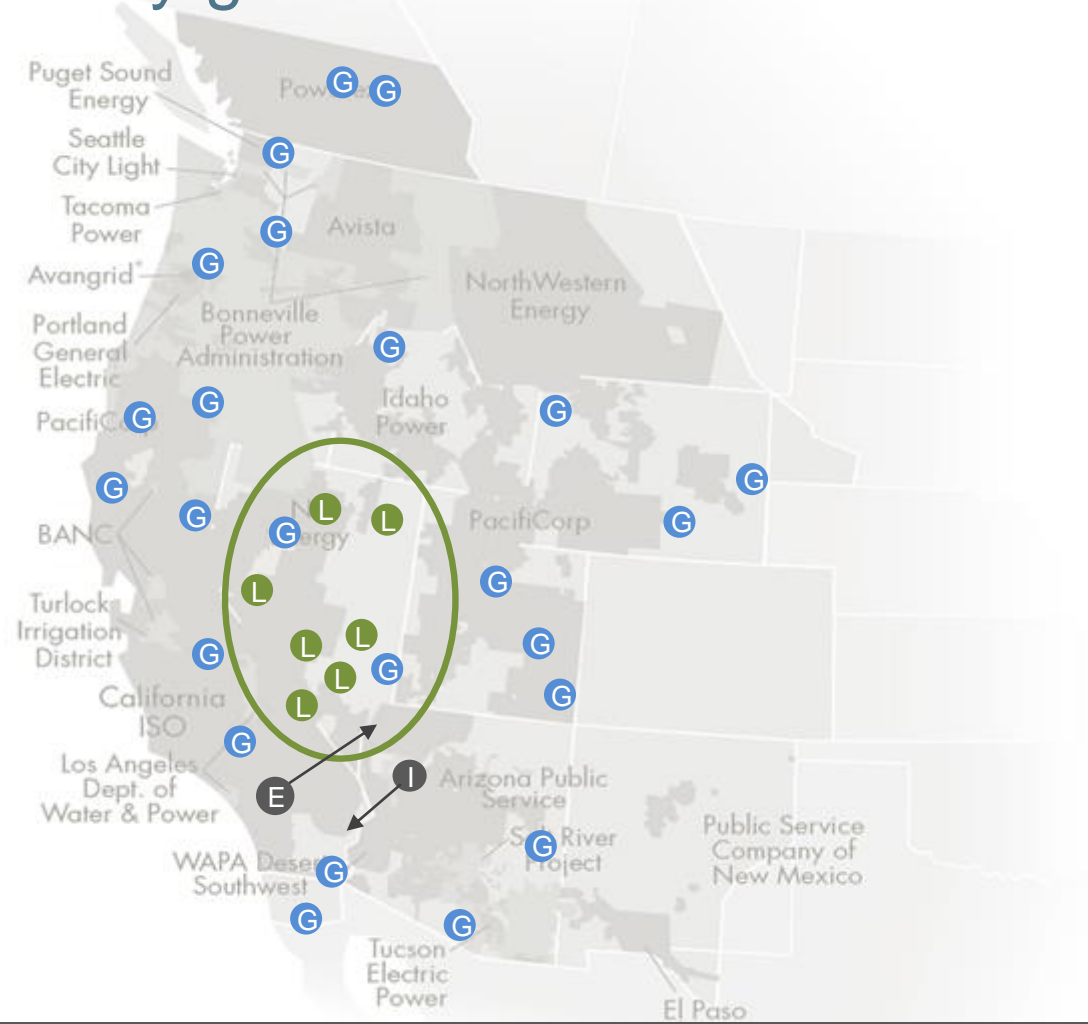 G
G
Puget Sound
Energy
G
Seattle
City Light
Tacoma
Power
G
Avista
Avangrid*
G
NorthWestern
Energy
Bonneville
Power
Administration
Portland
General
Electric
G
Idaho
Power
G
G
G
PacifiCorp
G
G
G
L
L
G
G
BANC
PacifiCorp
G
L
G
Turlock
Irrigation
District
L
L
G
G
G
L
G
L
California
ISO
G
Los Angeles
Dept. of
Water & Power
E
I
Arizona Public
Service
G
Salt River
Project
Public Service
Company of
New Mexico
WAPA Desert
Southwest
G
G
G
Tucson
Electric
Power
El Paso